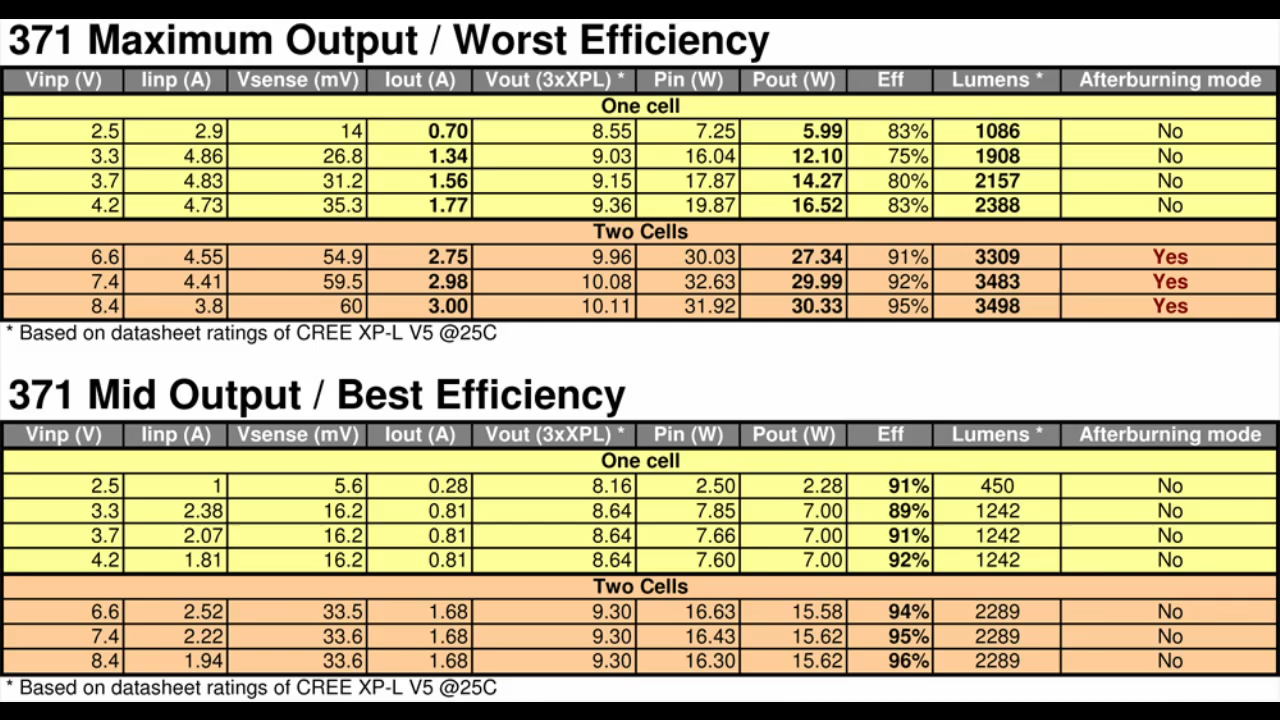 371 Maximum Output / Worst Efficiency
Vinp (V) Iinp (A) Vsense (mV) Iout (A) Vout (3xXPL) * Pin (W) Pout (W) Eff Lumens * Afterburning mode
One cell
2.5 2.9 14 0.70 8.55 7.25 5.99 83% 1086 No
3.3 4.86 26.8 1.34 9.03 16.04 12.10 75% 1908 No
3.7 4.83 31.2 1.56 9.15 17.87 14.27 80% 2157 No
4.2 4.73 35.3 1.77 9.36 19.87 16.52 83% 2388 No
Two Cells
6.6 4.55 54.9 2.75 9.96 30.03 27.34 91% 3309 Yes
7.4 4.41 59.5 2.98 10.08 32.63 29.99 92% 3483 Yes
8.4 3.8 60 3.00 10.11 31.92 30.33 95% 3498 Yes
* Based on datasheet ratings of CREE XP-L V5 @25C
371 Mid Output / Best Efficiency
Vinp (V) Iinp (A) Vsense (mV) Iout (A) Vout (3xXPL) * Pin (W) Pout (W) Eff Lumens * Afterburning mode
One cell
2.5 1 5.6 0.28 8.16 2.50 2.28 91% 450 No
3.3 2.38 16.2 0.81 8.64 7.85 7.00 89% 1242 No
3.7 2.07 16.2 0.81 8.64 7.66 7.00 91% 1242 No
4.2 1.81 16.2 0.81 8.64 7.60 7.00 92% 1242 No
Two Cells
6.6 2.52 33.5 1.68 9.30 16.63 15.58 94% 2289 No
7.4 2.22 33.6 1.68 9.30 16.43 15.62 95% 2289 No
8.4 1.94 33.6 1.68 9.30 16.30 15.62 96% 2289 No
* Based on datasheet ratings of CREE XP-L V5 @25C